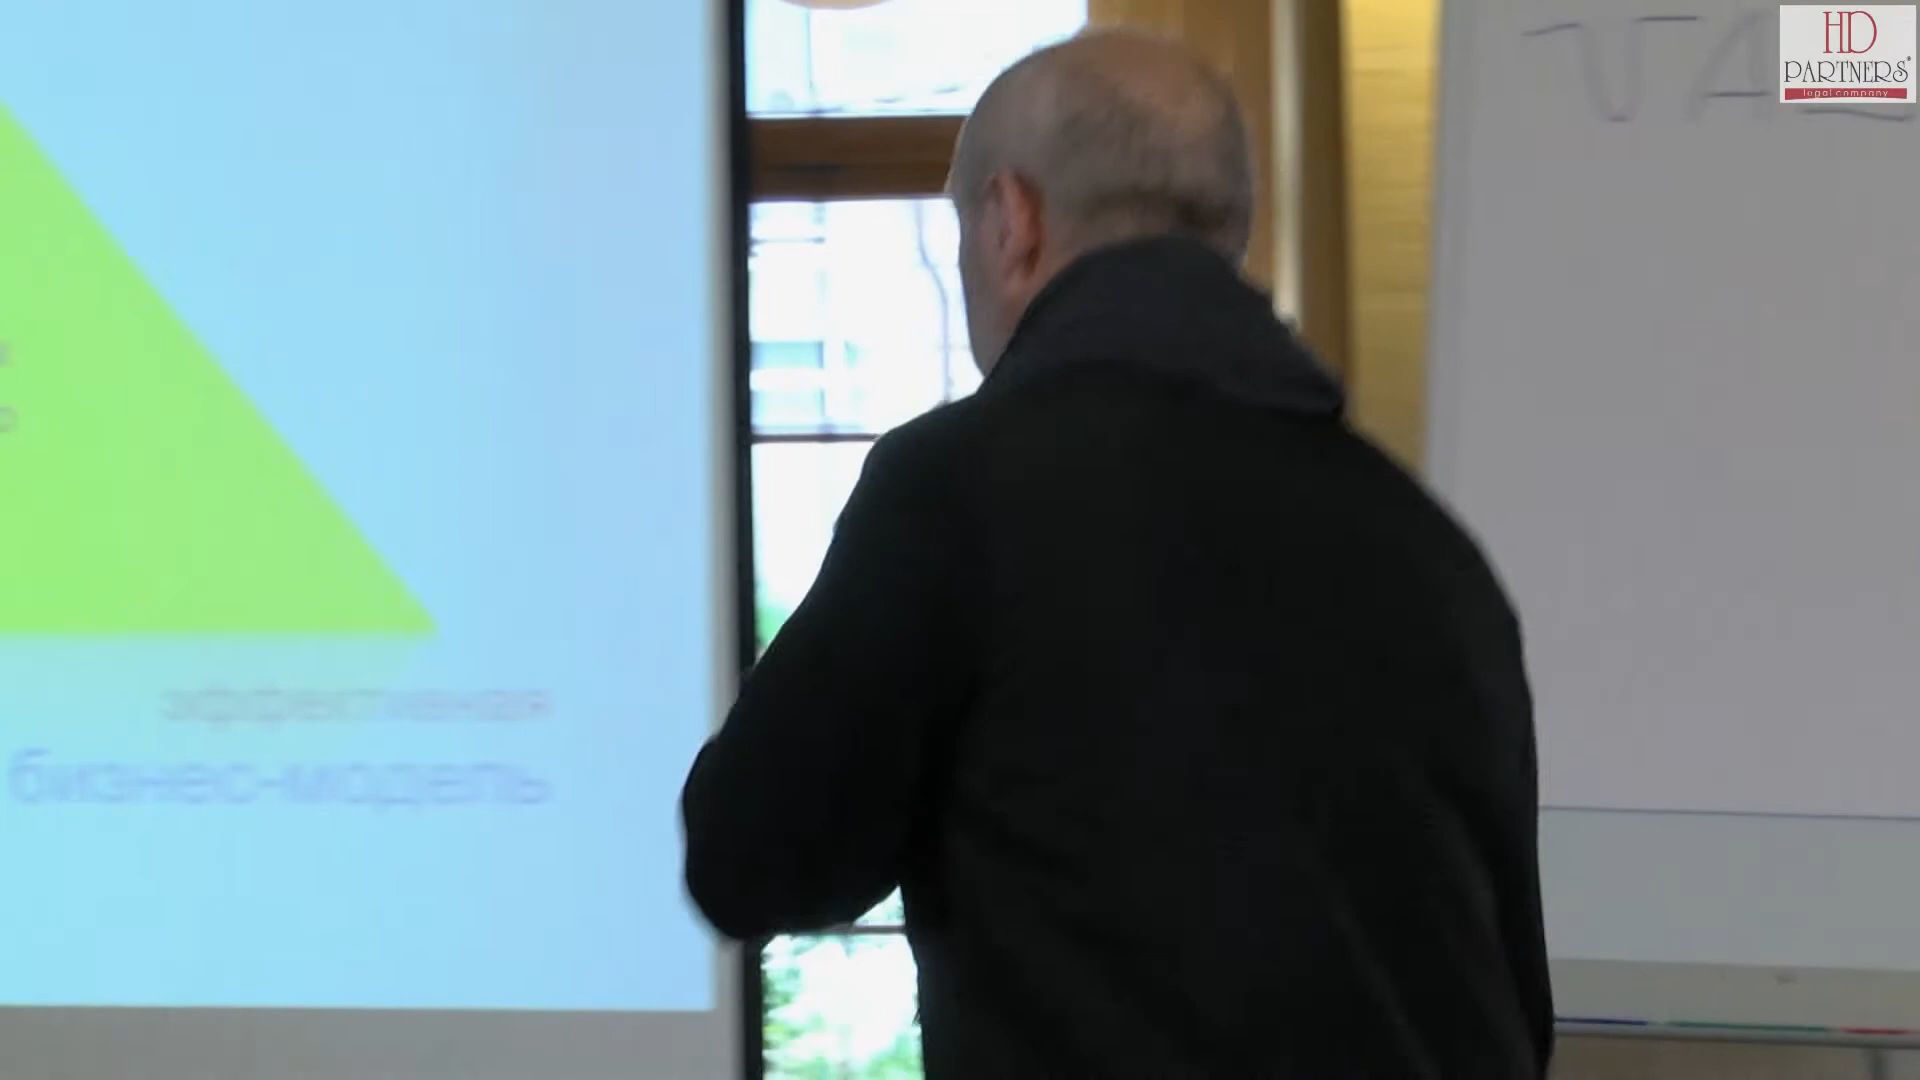 HD
PARTNERS®
legal company
эффективная
бизнес-модель